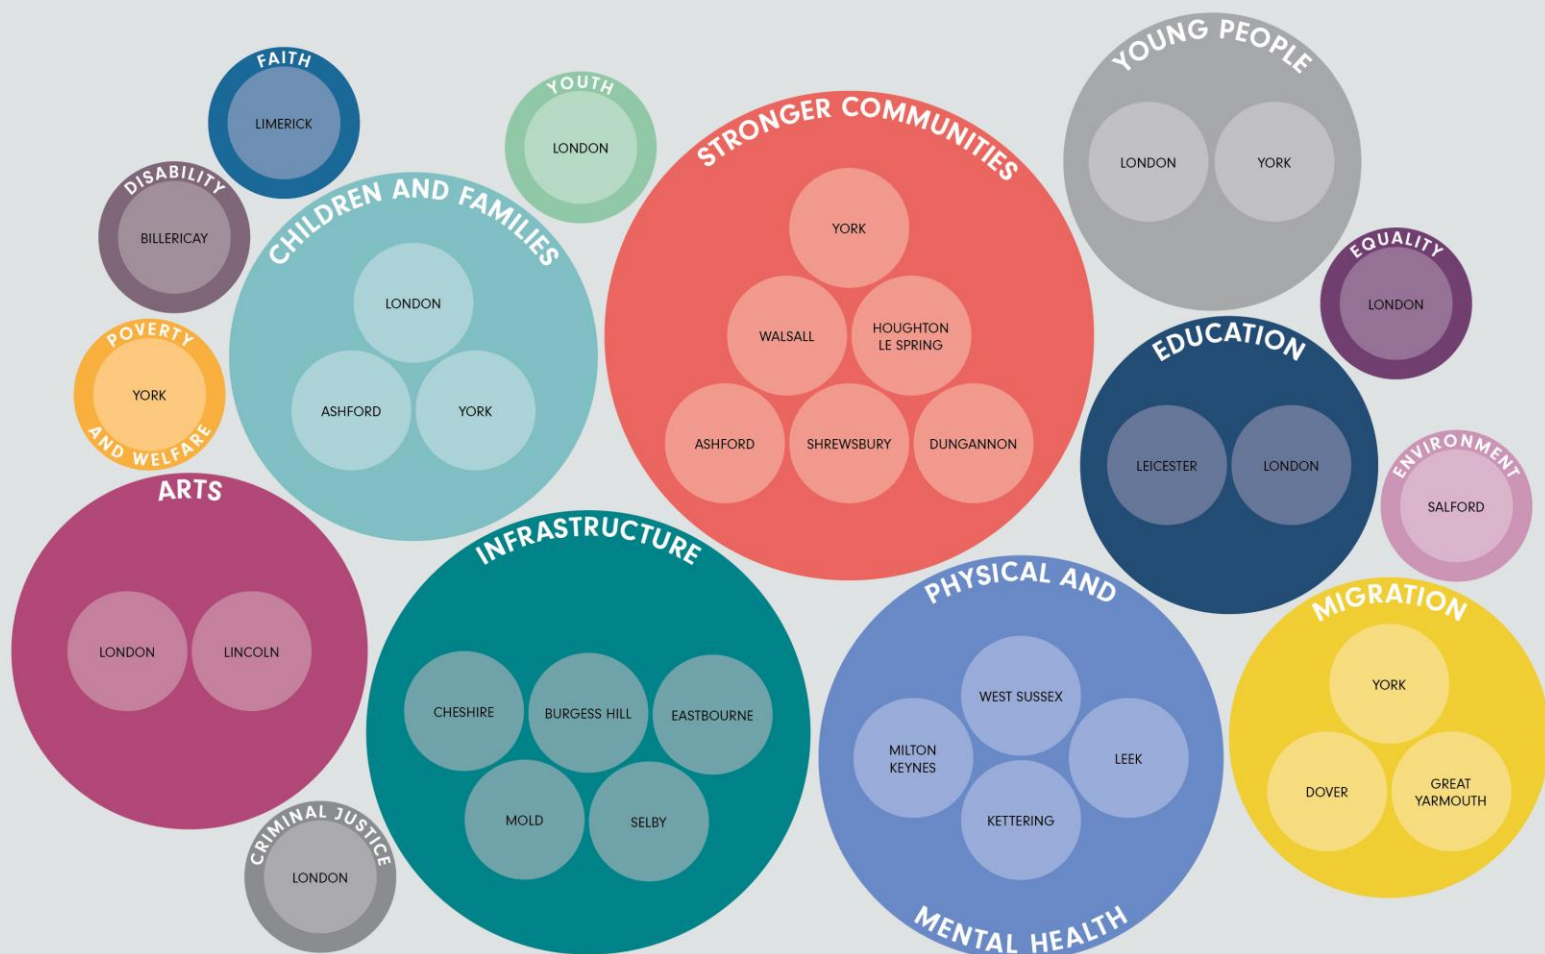 FAITH
LIMERICK
DISABILITY
BILLERICAY
POVERTY
YORK
AND WELFARE
CHILDREN AND FAMILIES
LONDON
ASHFORD
YORK
YOUTH
LONDON
STRONGER COMMUNITIES
YORK
WALSALL
HOUGHTON
LE SPRING
ASHFORD
SHREWSBURY
DUNGANNON
YOUNG PEOPLE
LONDON
YORK
EQUALITY
LONDON
EDUCATION
LEICESTER
LONDON
ENVIRONMENT
SALFORD
ARTS
LONDON
LINCOLN
INFRASTRUCTURE
CHESHIRE
BURGESS HILL
EASTBOURNE
MOLD
SELBY
PHYSICAL AND
WEST SUSSEX
MILTON
KEYNES
LEEK
KETTERING
MENTAL HEALTH
MIGRATION
YORK
DOVER
GREAT
YARMOUTH
CRIMINAL JUSTICE
LONDON